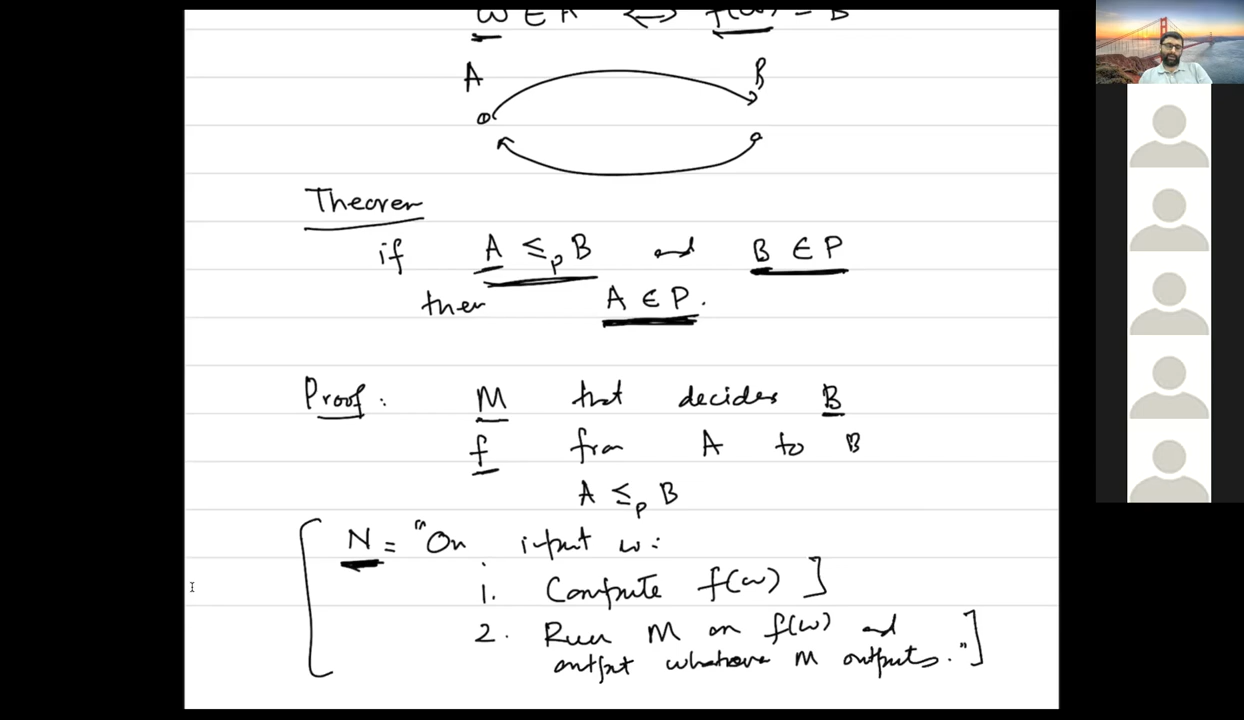 w ∈ A ⟺ f(w) = B
A B
Theorem
if A ≤p B and B ∈ P
then A ∈ P.
Proof: M that decides B
f from A to B
A ≤p B
N = "On input w:
1. Compute f(w) ]
2. Run M on f(w) and
output whatever M outputs." ]